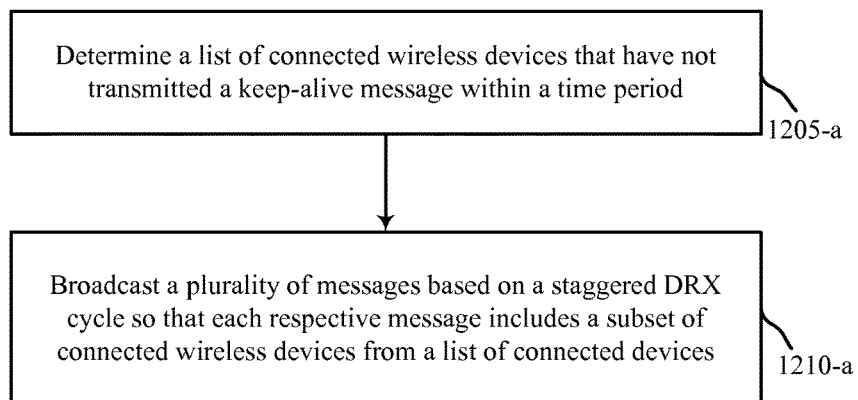 Determine a list of connected wireless devices that have not
transmitted a keep-alive message within a time period
1205-a
Broadcast a plurality of messages based on a staggered DRX
cycle so that each respective message includes a subset of
connected wireless devices from a list of connected devices
1210-a